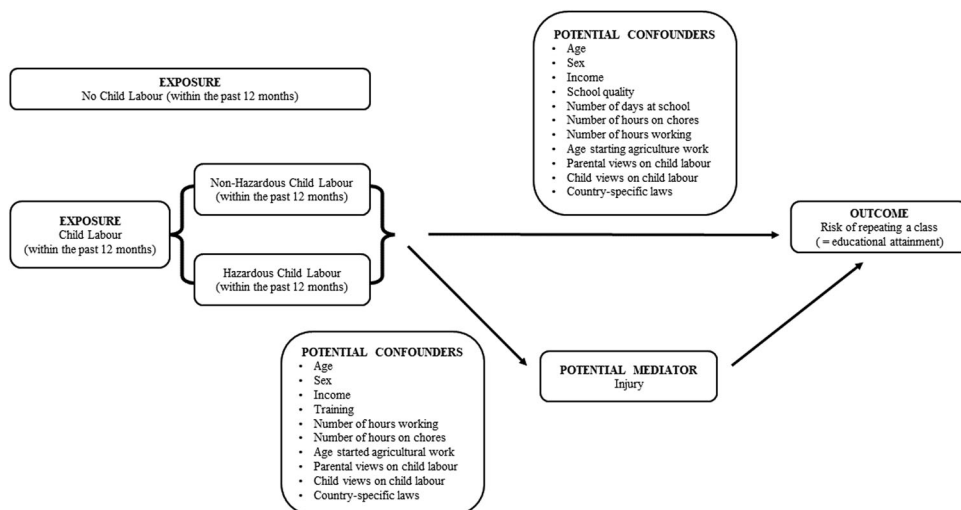 EXPOSURE
No Child Labour (within the past 12 months)
EXPOSURE
Child Labour
(within the past 12 months)
Non-Hazardous Child Labour
(within the past 12 months)
Hazardous Child Labour
(within the past 12 months)
POTENTIAL CONFOUNDERS
• Age
• Sex
• Income
• School quality
• Number of days at school
• Number of hours on chores
• Number of hours working
• Age starting agriculture work
• Parental views on child labour
• Child views on child labour
• Country-specific laws
OUTCOME
Risk of repeating a class
( = educational attainment)
POTENTIAL CONFOUNDERS
• Age
• Sex
• Income
• Training
• Number of hours working
• Number of hours on chores
• Age started agricultural work
• Parental views on child labour
• Child views on child labour
• Country-specific laws
POTENTIAL MEDIATOR
Injury